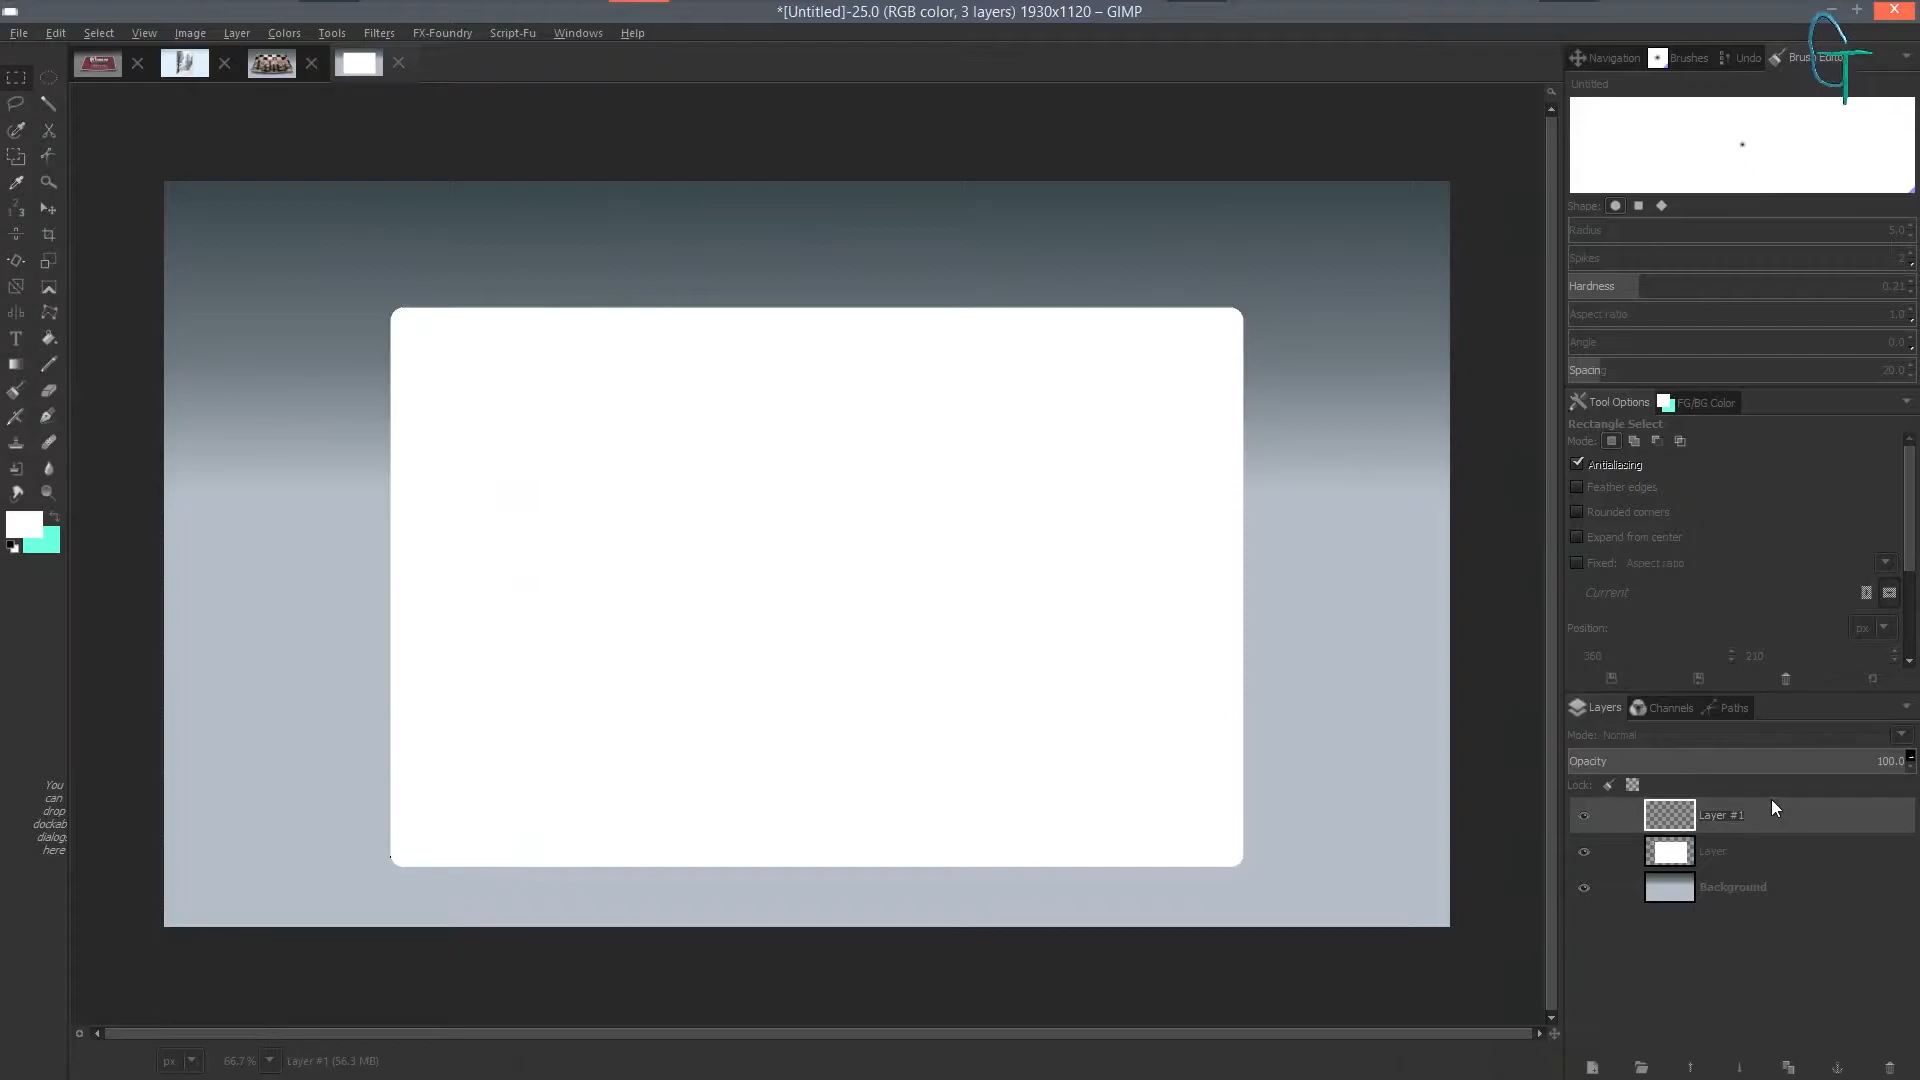 *[Untitled]-25.0 (RGB color, 3 layers) 1930x1120 – GIMP
File Edit Select View Image Layer Colors Tools Filters FX-Foundry Script-Fu Windows Help
Navigation Brushes Undo Brush Editor
Untitled
Shape:
Radius 5.0
Spikes 2
Hardness 0.21
Aspect ratio 1.0
Angle 0.0
Spacing 20.0
Tool Options FG/BG Color
Rectangle Select
Mode:
Antialiasing
Feather edges
Rounded corners
Expand from center
Fixed: Aspect ratio
Current
Position: px
360 210
Layers Channels Paths
Mode: Normal
Opacity 100.0
Lock:
Layer #1
Layer
Background
You
can
drop
dockab
dialogs
here
px 66.7% Layer #1 (56.3 MB)